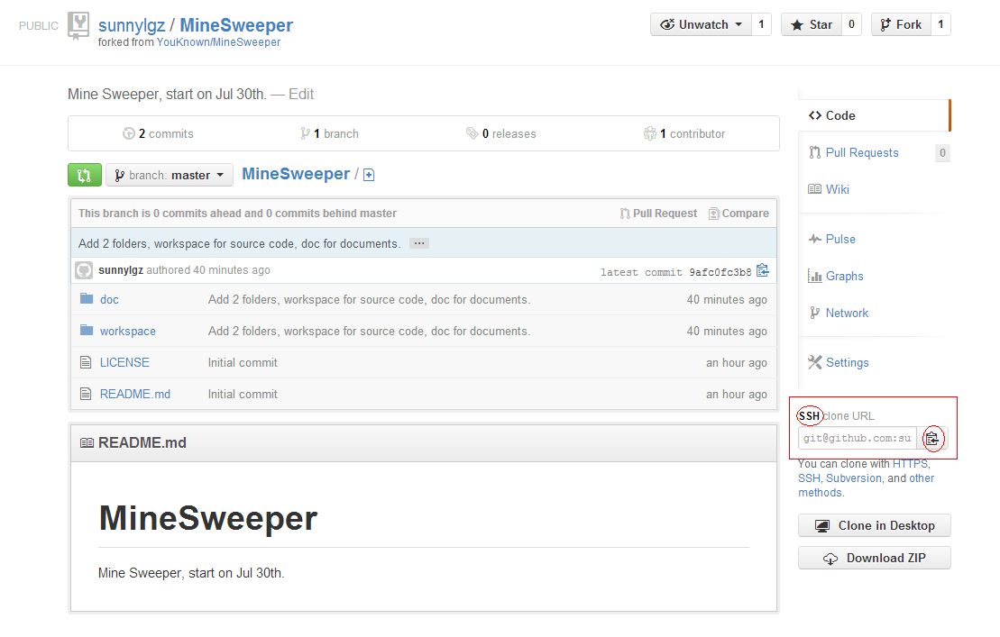 PUBLIC sunnylgz / MineSweeper
forked from YouKnown/MineSweeper
Unwatch 1 Star 0 Fork 1
Mine Sweeper, start on Jul 30th. — Edit
2 commits 1 branch 0 releases 1 contributor
branch: master MineSweeper /
This branch is 0 commits ahead and 0 commits behind master Pull Request Compare
Add 2 folders, workspace for source code, doc for documents. ...
sunnylgz authored 40 minutes ago latest commit 9afc0fc3b8
doc Add 2 folders, workspace for source code, doc for documents. 40 minutes ago
workspace Add 2 folders, workspace for source code, doc for documents. 40 minutes ago
LICENSE Initial commit an hour ago
README.md Initial commit an hour ago
README.md
MineSweeper
Mine Sweeper, start on Jul 30th.
Code
Pull Requests 0
Wiki
Pulse
Graphs
Network
Settings
SSH clone URL
git@github.com:su
You can clone with HTTPS,
SSH, Subversion, and other
methods.
Clone in Desktop
Download ZIP